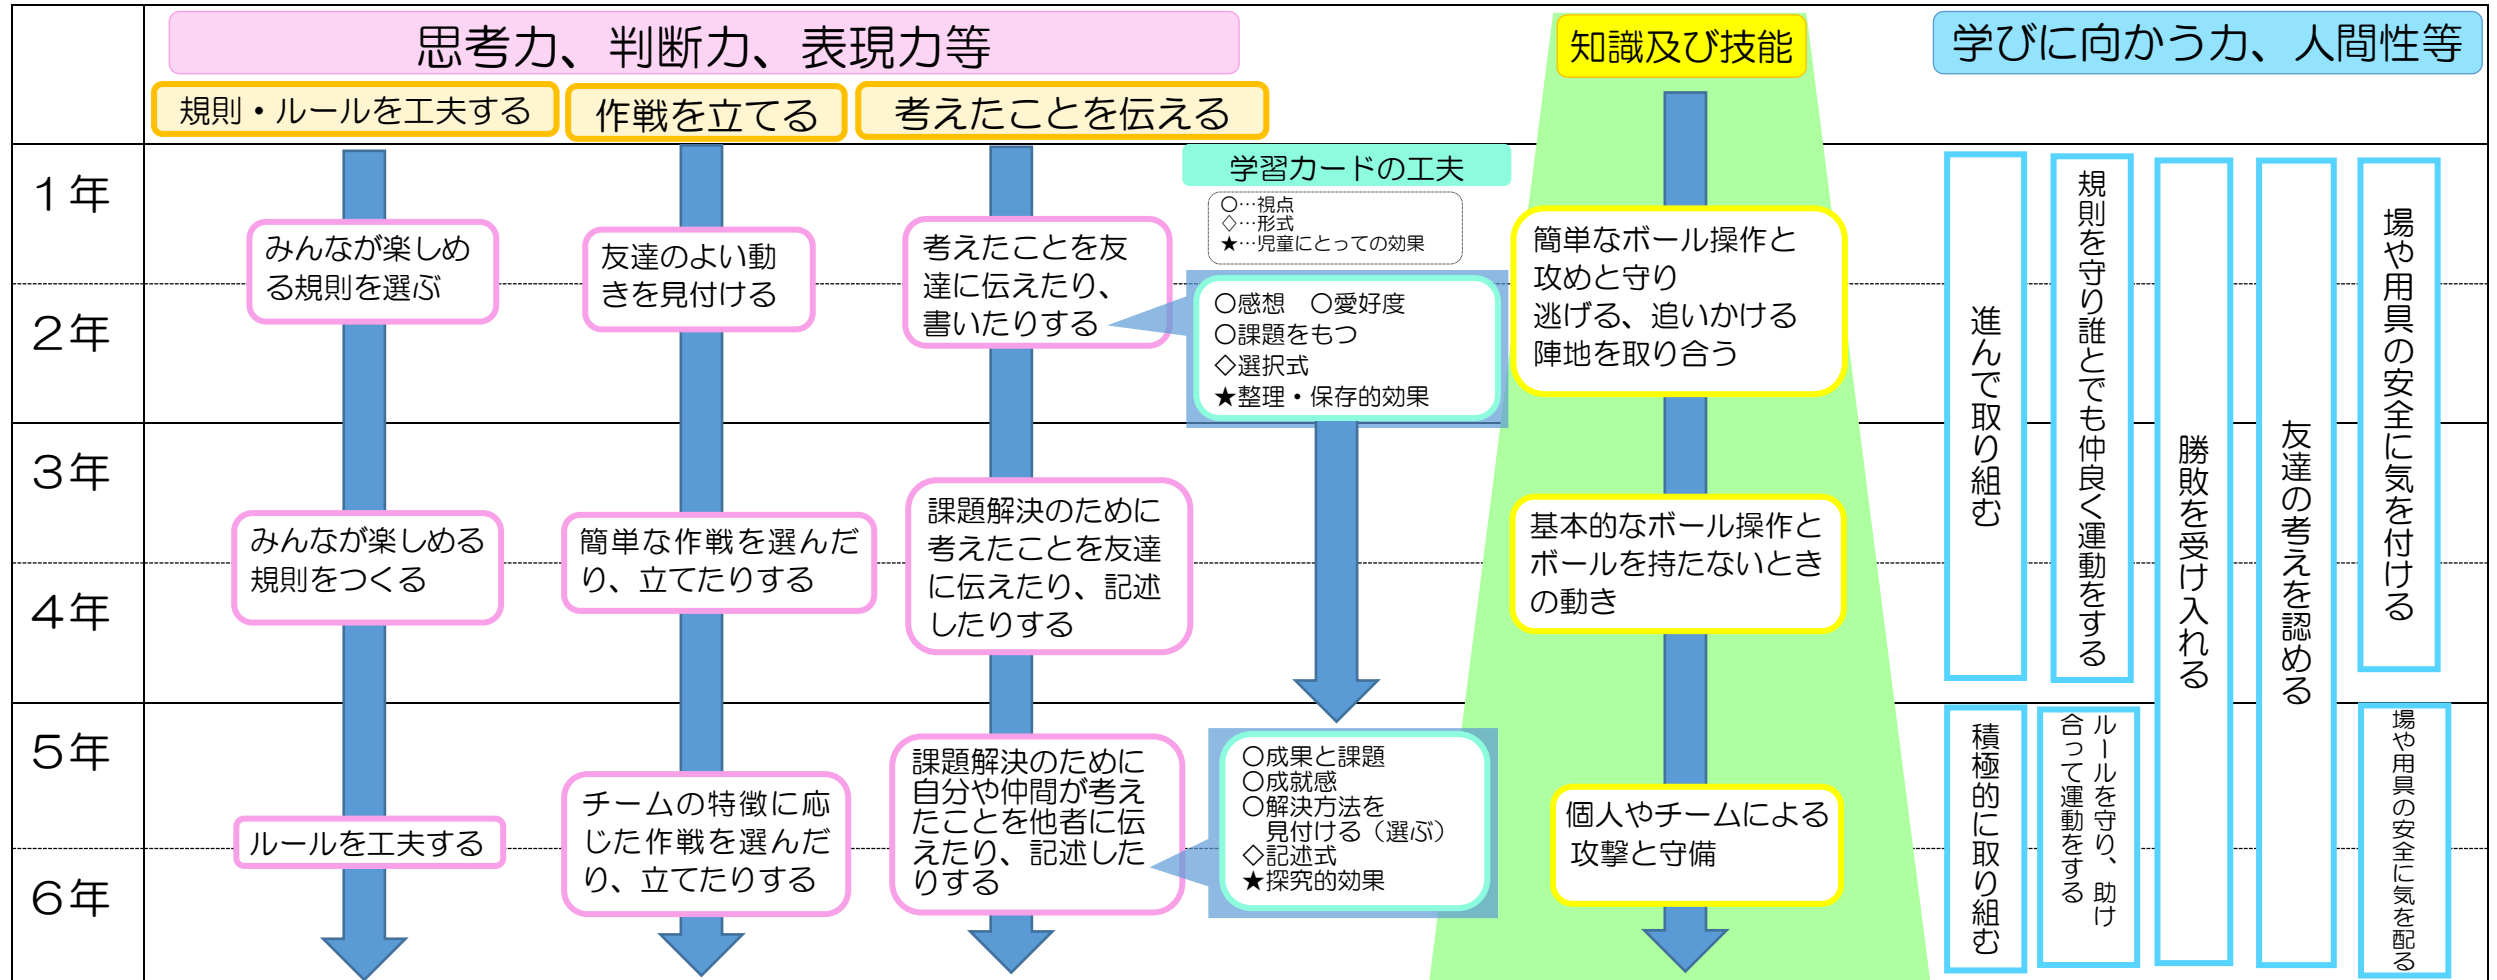 思考力、判断力、表現力等
知識及び技能
学びに向かう力、人間性等
規則・ルールを工夫する
作戦を立てる
考えたことを伝える
1年
2年
3年
4年
5年
6年
みんなが楽しめ
る規則を選ぶ
みんなが楽しめる
規則をつくる
ルールを工夫する
友達のよい動
きを見付ける
簡単な作戦を選んだ
り、立てたりする
チームの特徴に応
じた作戦を選んだ
り、立てたりする
考えたことを友
達に伝えたり、
書いたりする
課題解決のために
考えたことを友達
に伝えたり、記述
したりする
課題解決のために
自分や仲間が考え
たことを他者に伝
えたり、記述した
りする
学習カードの工夫
○…視点
◇…形式
★…児童にとっての効果
○感想　○愛好度
○課題をもつ
◇選択式
★整理・保存的効果
○成果と課題
○成就感
○解決方法を
見付ける（選ぶ）
◇記述式
★探究的効果
簡単なボール操作と
攻めと守り
逃げる、追いかける
陣地を取り合う
基本的なボール操作と
ボールを持たないとき
の動き
個人やチームによる
攻撃と守備
進んで取り組む
積極的に取り組む
規則を守り誰とでも仲良く運動をする
ルールを守り、助け
合って運動をする
勝敗を受け入れる
友達の考えを認める
場や用具の安全に気を付ける
場や用具の安全に気を配る